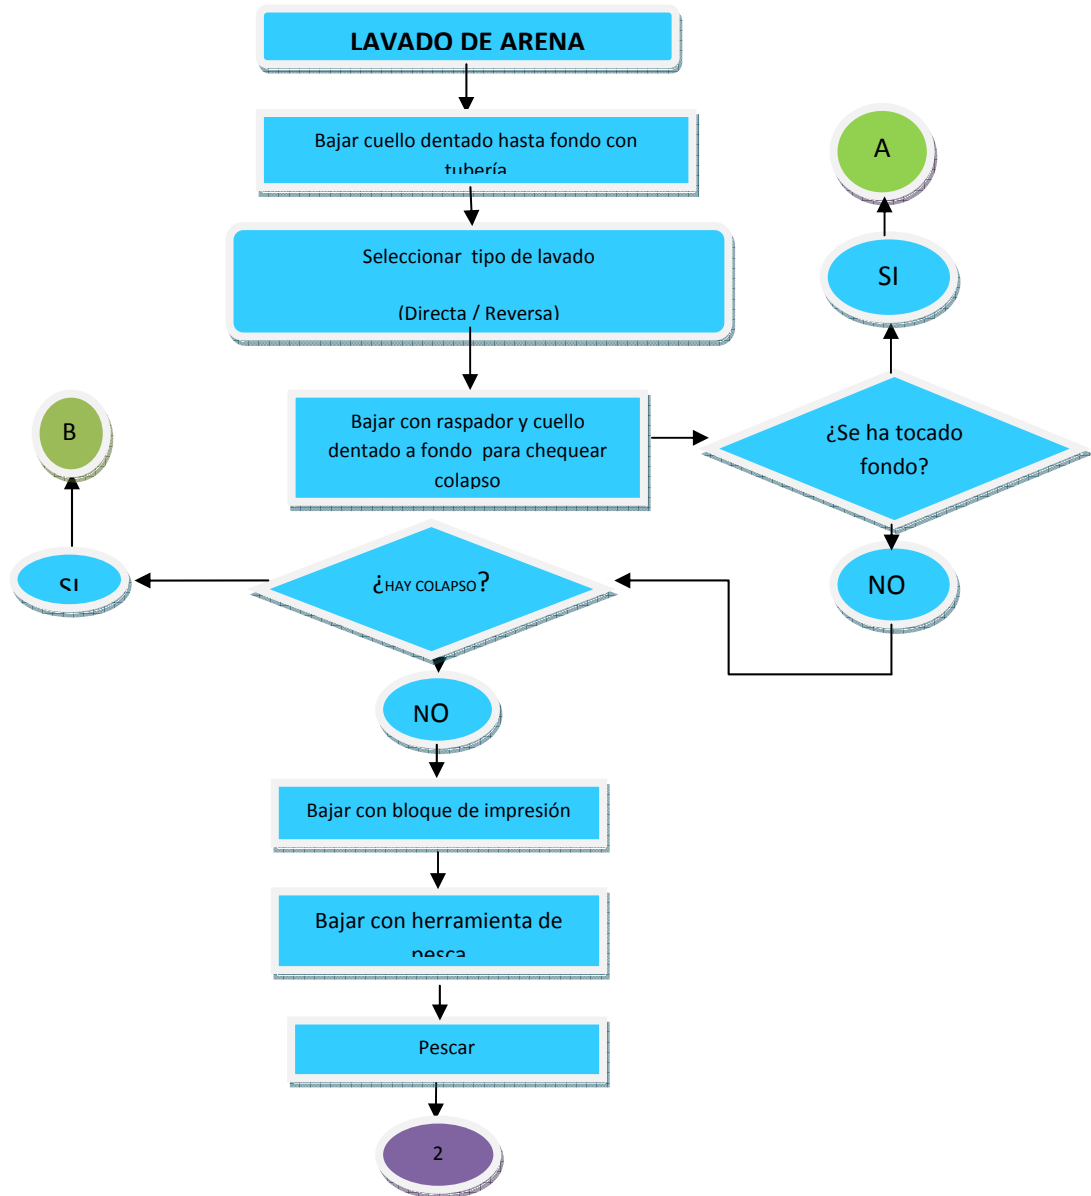 LAVADO DE ARENA
Bajar cuello dentado hasta fondo con
tubería
A
Seleccionar tipo de lavado
(Directa / Reversa)
SI
Bajar con raspador y cuello
dentado a fondo para chequear
colapso
¿Se ha tocado
fondo?
B
¿HAY COLAPSO?
SI
NO
NO
Bajar con bloque de impresión
Bajar con herramienta de
pesca
Pescar
2